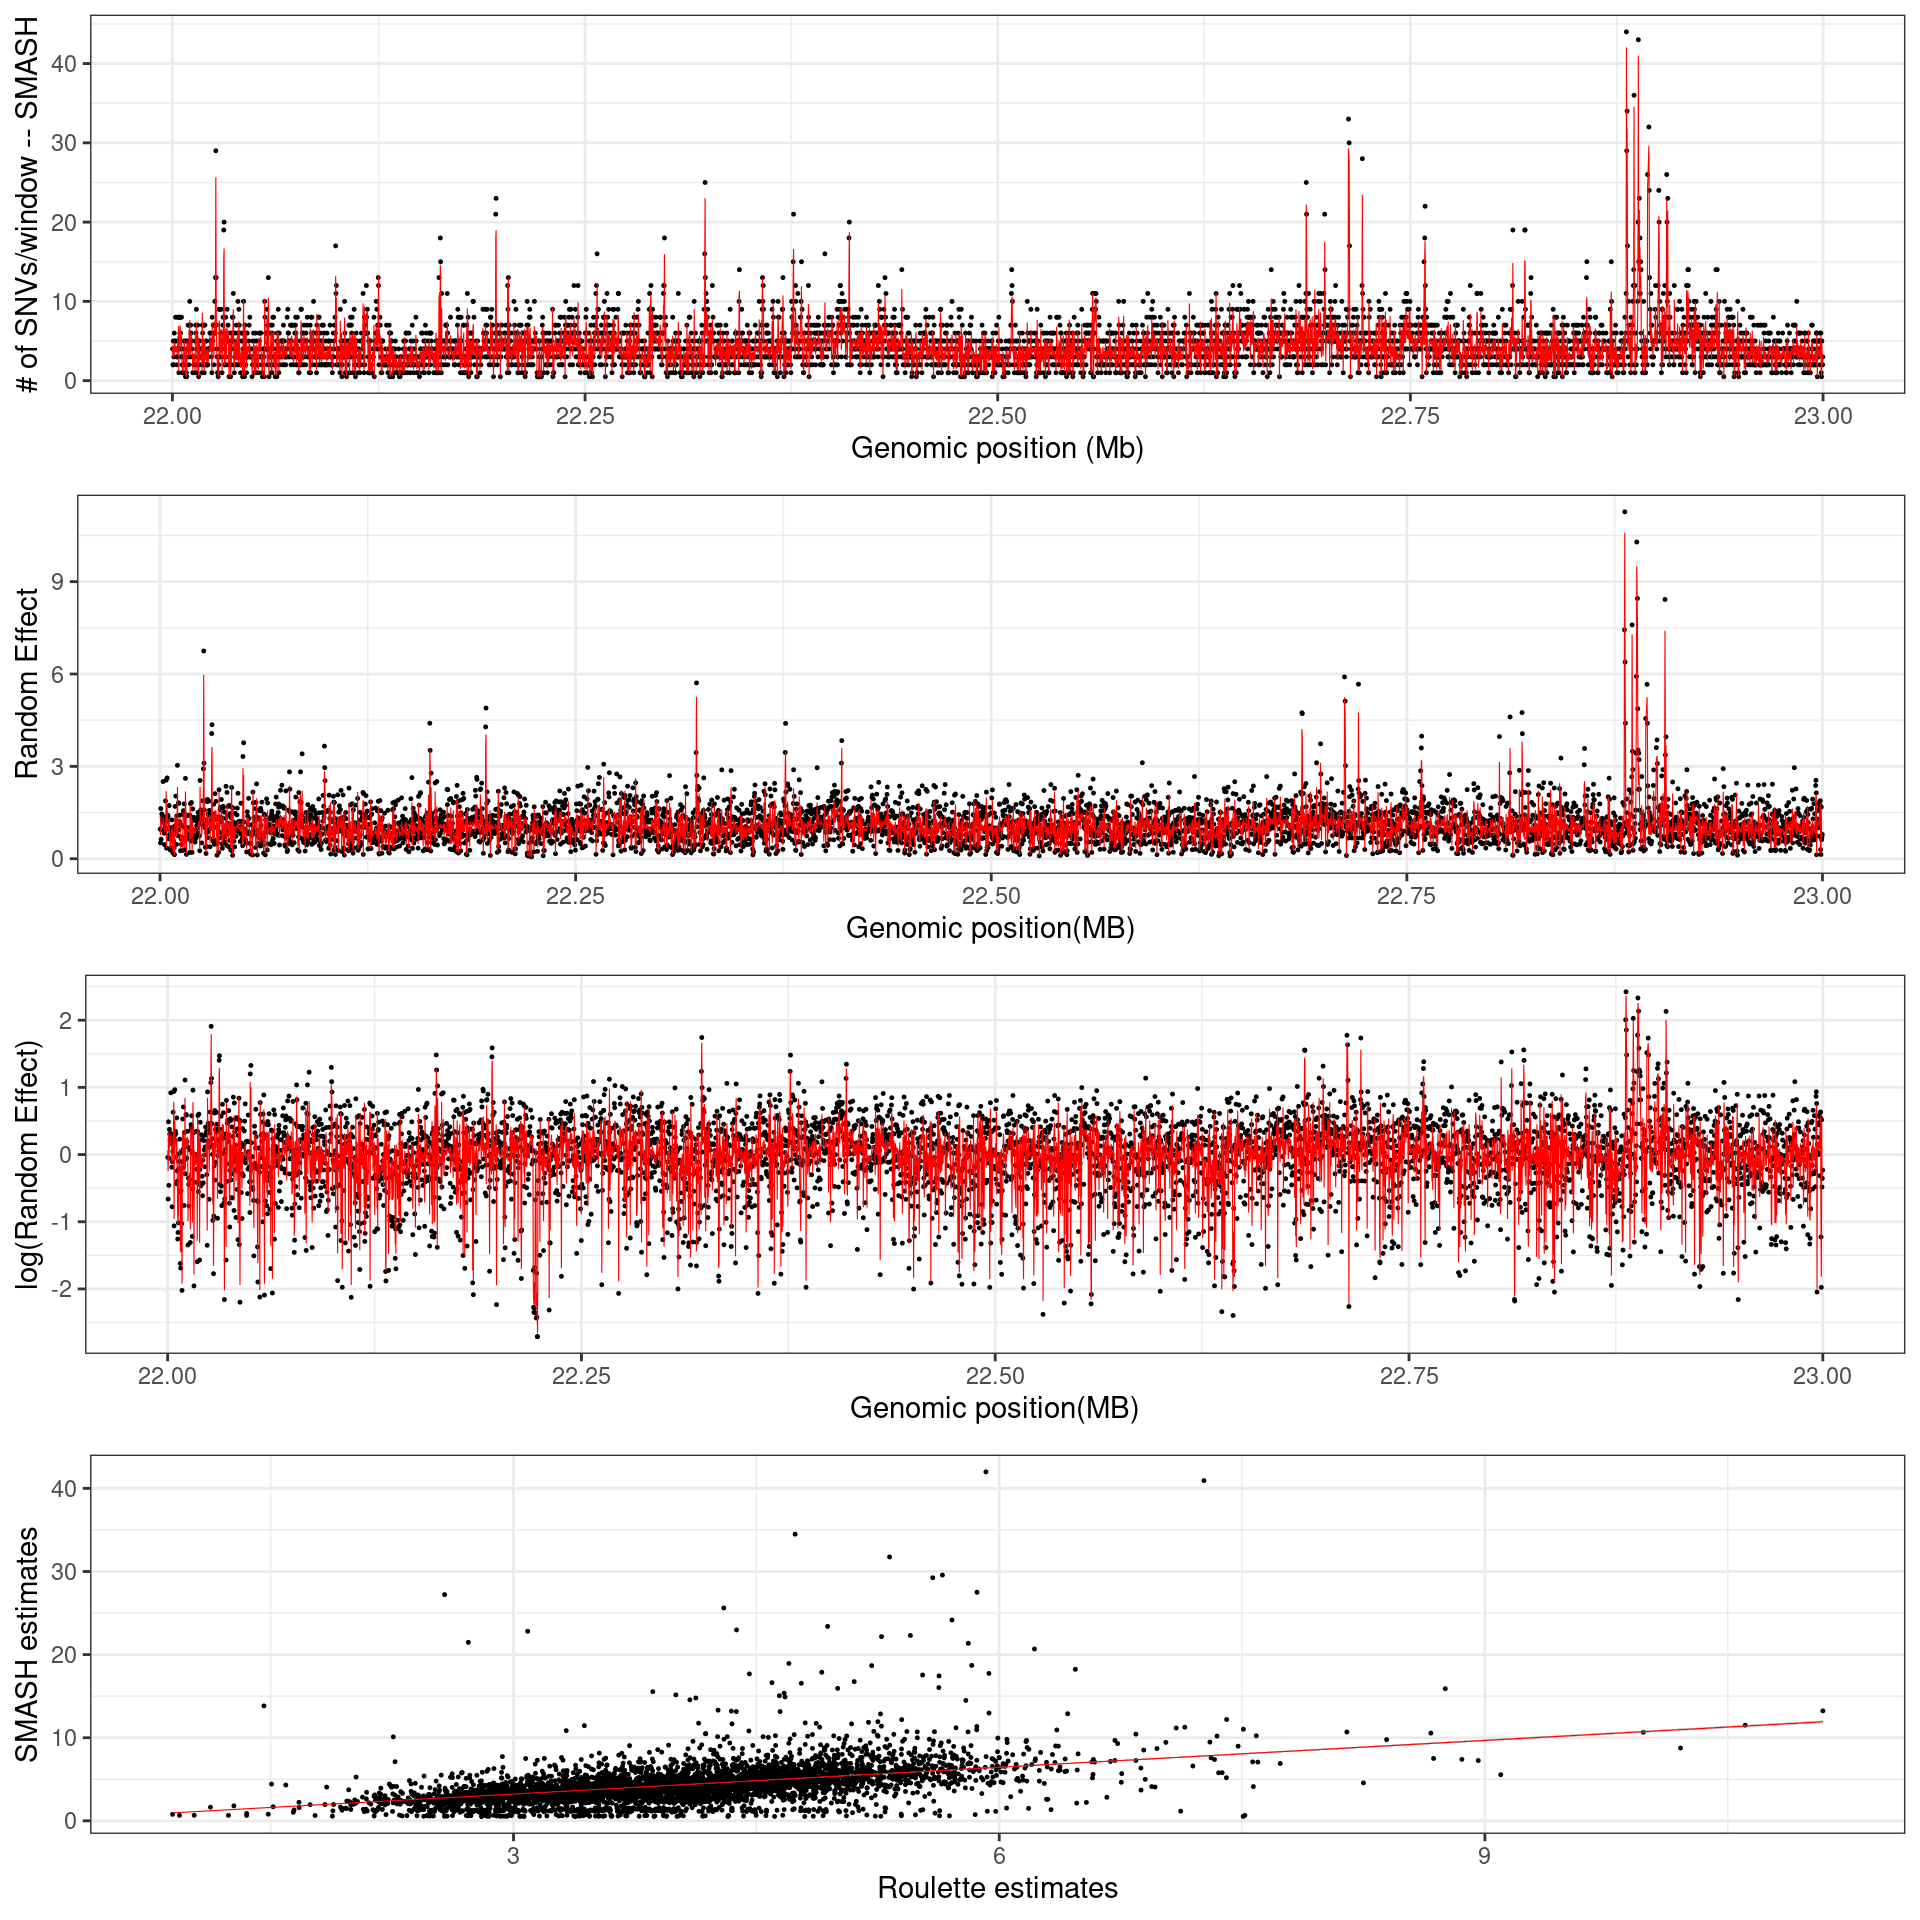 # of SNVs/window -- SMASH
40
30
20
10
0
22.00 22.25 22.50 22.75 23.00
Genomic position (Mb)
Random Effect
9
6
3
0
22.00 22.25 22.50 22.75 23.00
Genomic position(MB)
log(Random Effect)
2
1
0
-1
-2
22.00 22.25 22.50 22.75 23.00
Genomic position(MB)
SMASH estimates
40
30
20
10
0
3 6 9
Roulette estimates